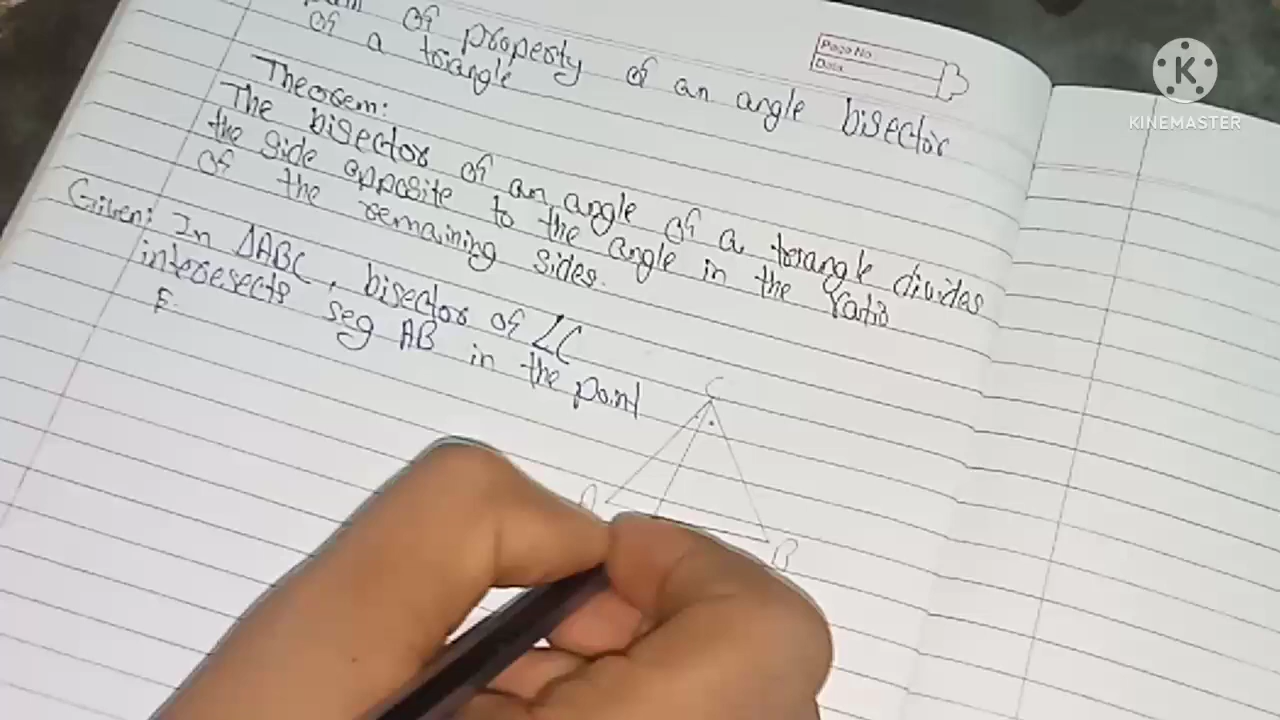 of property of an angle bisector
of a triangle
Theorem:
The bisector of an angle of a triangle divides
the side opposite to the angle in the ratio
of the remaining sides.
Given: In ΔABC, bisector of ∠C
interesects seg AB in the point
E.
Page No.
Date
K
KINEMASTER
C
A
B